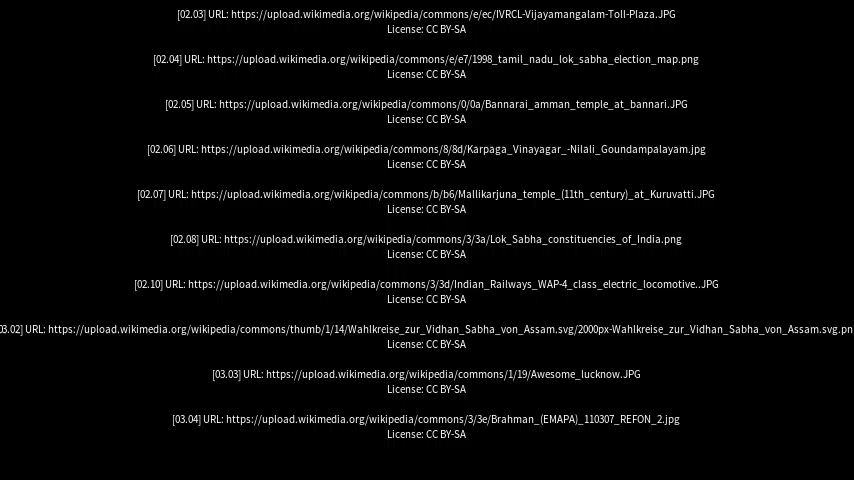 [02.03] URL: https://upload.wikimedia.org/wikipedia/commons/e/ec/IVRCL-Vijayamangalam-Toll-Plaza.JPG
License: CC BY-SA
[02.04] URL: https://upload.wikimedia.org/wikipedia/commons/e/e7/1998_tamil_nadu_lok_sabha_election_map.png
License: CC BY-SA
[02.05] URL: https://upload.wikimedia.org/wikipedia/commons/0/0a/Bannarai_amman_temple_at_bannari.JPG
License: CC BY-SA
[02.06] URL: https://upload.wikimedia.org/wikipedia/commons/8/8d/Karpaga_Vinayagar_-Nilali_Goundampalayam.jpg
License: CC BY-SA
[02.07] URL: https://upload.wikimedia.org/wikipedia/commons/b/b6/Mallikarjuna_temple_(11th_century)_at_Kuruvatti.JPG
License: CC BY-SA
[02.08] URL: https://upload.wikimedia.org/wikipedia/commons/3/3a/Lok_Sabha_constituencies_of_India.png
License: CC BY-SA
[02.10] URL: https://upload.wikimedia.org/wikipedia/commons/3/3d/Indian_Railways_WAP-4_class_electric_locomotive..JPG
License: CC BY-SA
03.02] URL: https://upload.wikimedia.org/wikipedia/commons/thumb/1/14/Wahlkreise_zur_Vidhan_Sabha_von_Assam.svg/2000px-Wahlkreise_zur_Vidhan_Sabha_von_Assam.svg.pn
License: CC BY-SA
[03.03] URL: https://upload.wikimedia.org/wikipedia/commons/1/19/Awesome_lucknow.JPG
License: CC BY-SA
[03.04] URL: https://upload.wikimedia.org/wikipedia/commons/3/3e/Brahman_(EMAPA)_110307_REFON_2.jpg
License: CC BY-SA